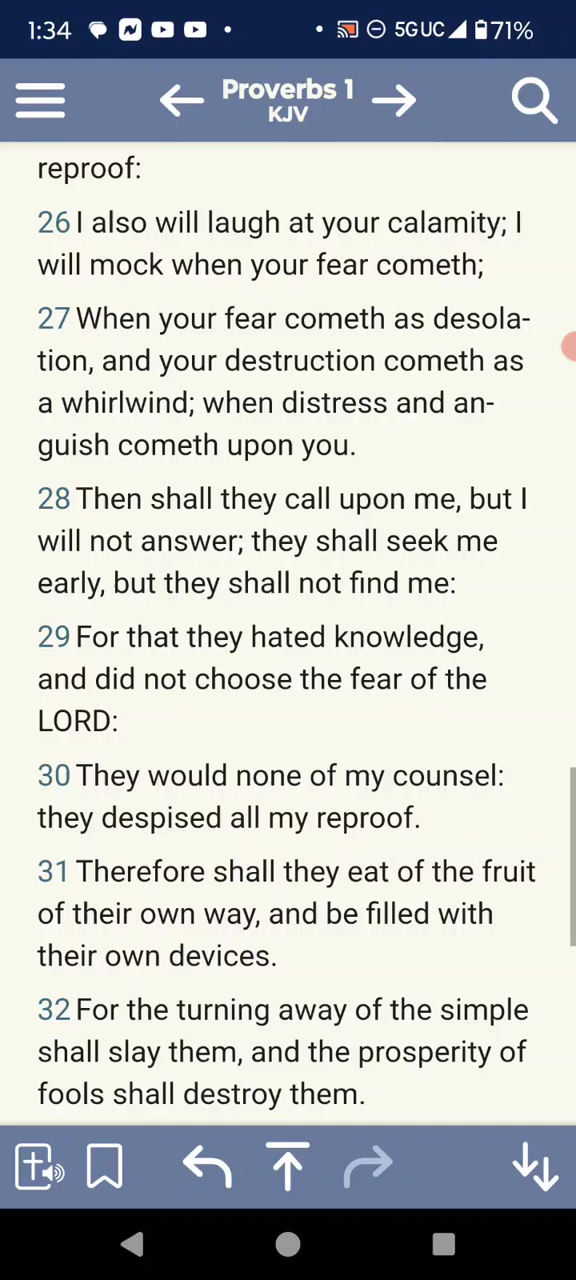 1:34
5G UC 71%
Proverbs 1
KJV
reproof:
26 I also will laugh at your calamity; I
will mock when your fear cometh;
27 When your fear cometh as desola-
tion, and your destruction cometh as
a whirlwind; when distress and an-
guish cometh upon you.
28 Then shall they call upon me, but I
will not answer; they shall seek me
early, but they shall not find me:
29 For that they hated knowledge,
and did not choose the fear of the
LORD:
30 They would none of my counsel:
they despised all my reproof.
31 Therefore shall they eat of the fruit
of their own way, and be filled with
their own devices.
32 For the turning away of the simple
shall slay them, and the prosperity of
fools shall destroy them.